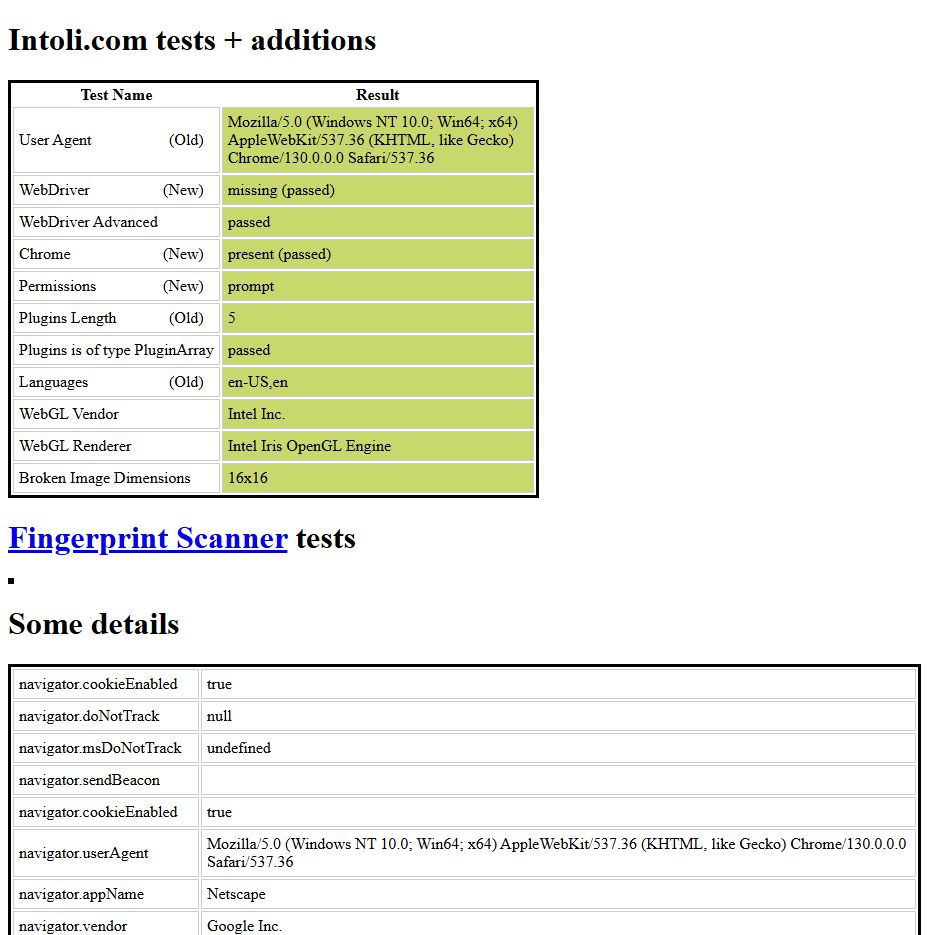 Intoli.com tests + additions
Test Name Result
User Agent (Old) Mozilla/5.0 (Windows NT 10.0; Win64; x64)
AppleWebKit/537.36 (KHTML, like Gecko)
Chrome/130.0.0.0 Safari/537.36
WebDriver (New) missing (passed)
WebDriver Advanced passed
Chrome (New) present (passed)
Permissions (New) prompt
Plugins Length (Old) 5
Plugins is of type PluginArray passed
Languages (Old) en-US,en
WebGL Vendor Intel Inc.
WebGL Renderer Intel Iris OpenGL Engine
Broken Image Dimensions 16x16
Fingerprint Scanner tests
Some details
navigator.cookieEnabled true
navigator.doNotTrack null
navigator.msDoNotTrack undefined
navigator.sendBeacon
navigator.cookieEnabled true
navigator.userAgent Mozilla/5.0 (Windows NT 10.0; Win64; x64) AppleWebKit/537.36 (KHTML, like Gecko) Chrome/130.0.0.0
Safari/537.36
navigator.appName Netscape
navigator.vendor Google Inc.